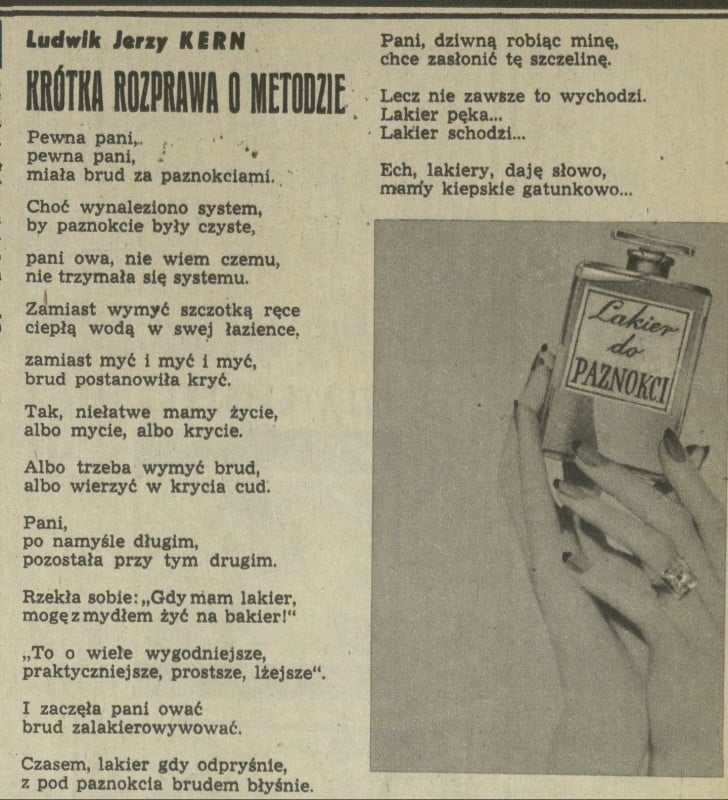 Ludwik Jerzy KERN
KRÓTKA ROZPRAWA O METODZIE
Pewna pani,
pewna pani,
miała brud za paznokciami.
Choć wynaleziono system,
by paznokcie były czyste,
pani owa, nie wiem czemu,
nie trzymała się systemu.
Zamiast wymyć szczotką ręce
ciepłą wodą w swej łazience,
zamiast myć i myć i myć,
brud postanowiła kryć.
Tak, niełatwe mamy życie,
albo mycie, albo krycie.
Albo trzeba wymyć brud,
albo wierzyć w krycia cud.
Pani,
po namyśle długim,
pozostała przy tym drugim.
Rzekła sobie: „Gdy mam lakier,
mogę z mydłem żyć na bakier!"
„To o wiele wygodniejsze,
praktyczniejsze, prostsze, lżejsze".
I zaczęła pani ować
brud zalakierowywować.
Czasem, lakier gdy odpryśnie,
z pod paznokcia brudem błyśnie.
Pani, dziwną robiąc minę,
chce zasłonić tę szczelinę.
Lecz nie zawsze to wychodzi.
Lakier pęka...
Lakier schodzi...
Ech, lakiery, daję słowo,
mamy kiepskie gatunkowo...
Lakier
do
PAZNOKCI